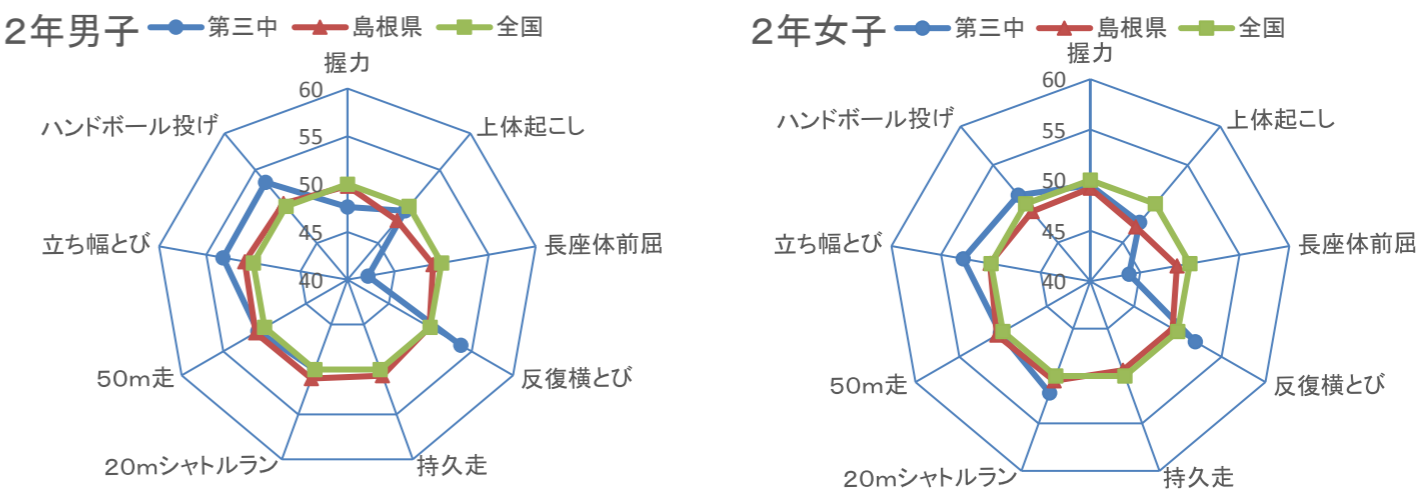 2年男子 第三中 島根県 全国
握力
60
上体起こし
55
ハンドボール投げ
50
45
立ち幅とび
長座体前屈
40
50m走
反復横とび
20mシャトルラン
持久走
2年女子 第三中 島根県 全国
握力
60
上体起こし
55
ハンドボール投げ
50
45
立ち幅とび
長座体前屈
40
50m走
反復横とび
20mシャトルラン
持久走